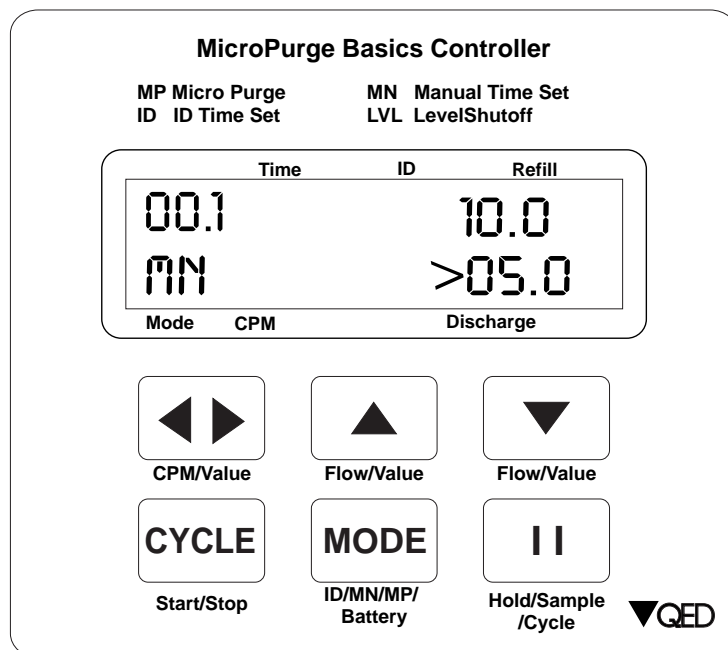 MicroPurge Basics Controller
MP Micro Purge MN Manual Time Set
ID ID Time Set LVL LevelShutoff
Time ID Refill
00.1 10.0
MN >05.0
Mode CPM Discharge
CPM/Value Flow/Value Flow/Value
CYCLE MODE II
Start/Stop ID/MN/MP/ Hold/Sample
Battery /Cycle
QED